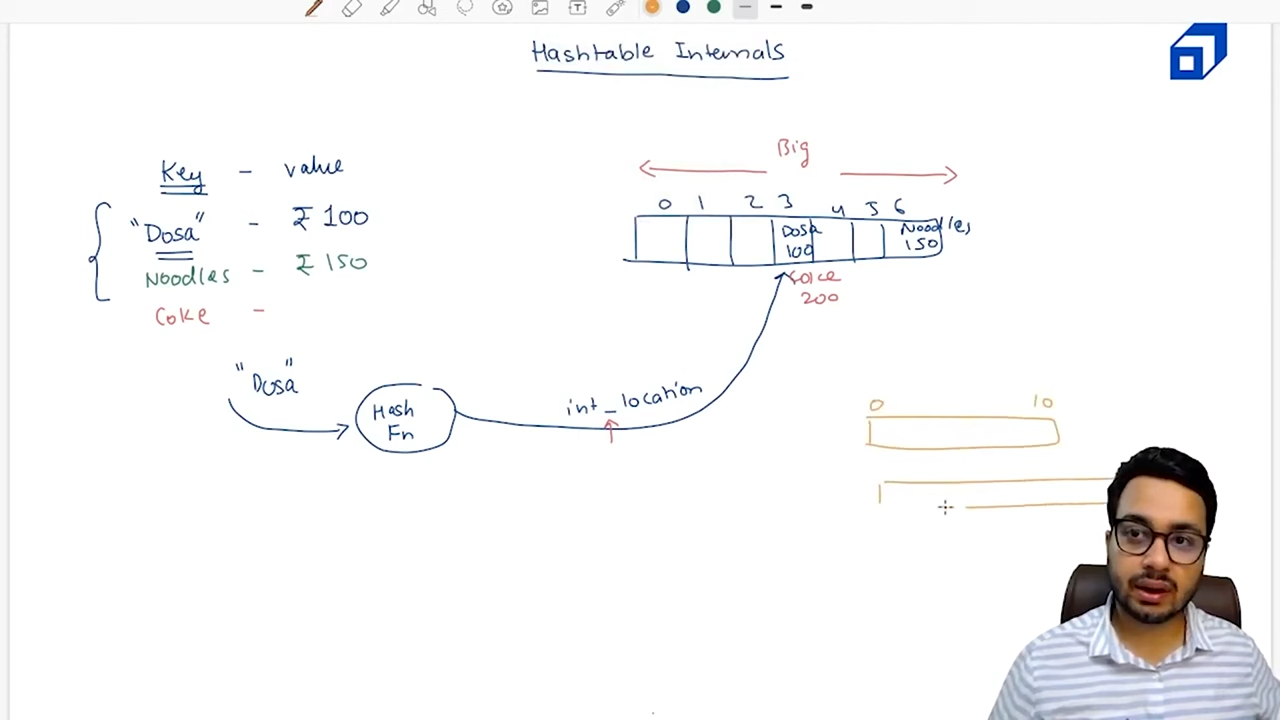 Hashtable Internals
Key - value
"Dosa" - ₹ 100
Noodles - ₹ 150
Coke -
Big
0 1 2 3 4 5 6
Dosa
100
Noodles
150
Coke
200
"Dosa"
Hash
Fn
int_location
0 10